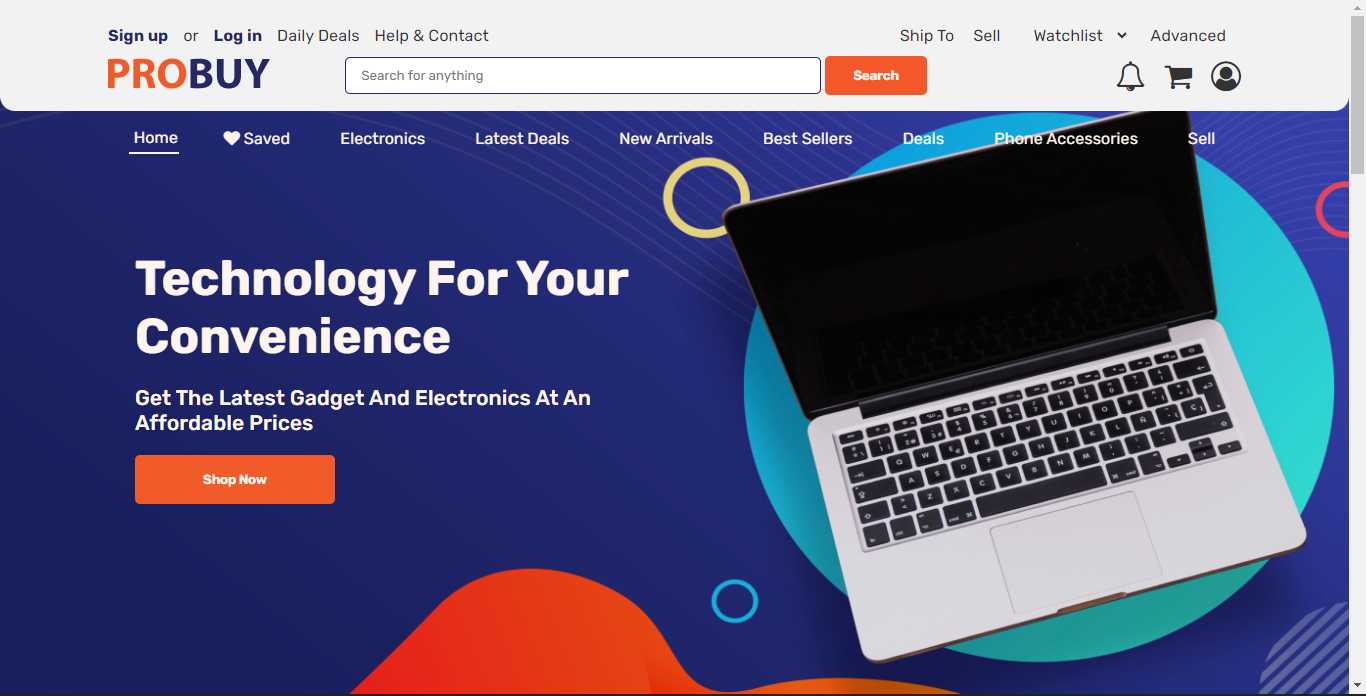 Sign up or Log in Daily Deals Help & Contact Ship To Sell Watchlist Advanced
PROBUY Search for anything Search
Home Saved Electronics Latest Deals New Arrivals Best Sellers Deals Phone Accessories Sell
Technology For Your
Convenience
Get The Latest Gadget And Electronics At An
Affordable Prices
Shop Now